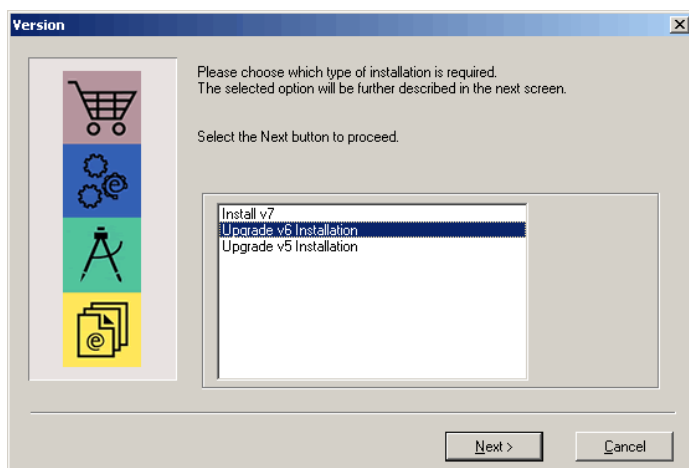 Version
Please choose which type of installation is required.
The selected option will be further described in the next screen.
Select the Next button to proceed.
Install v7
Upgrade v6 Installation
Upgrade v5 Installation
e
e
Next >
Cancel